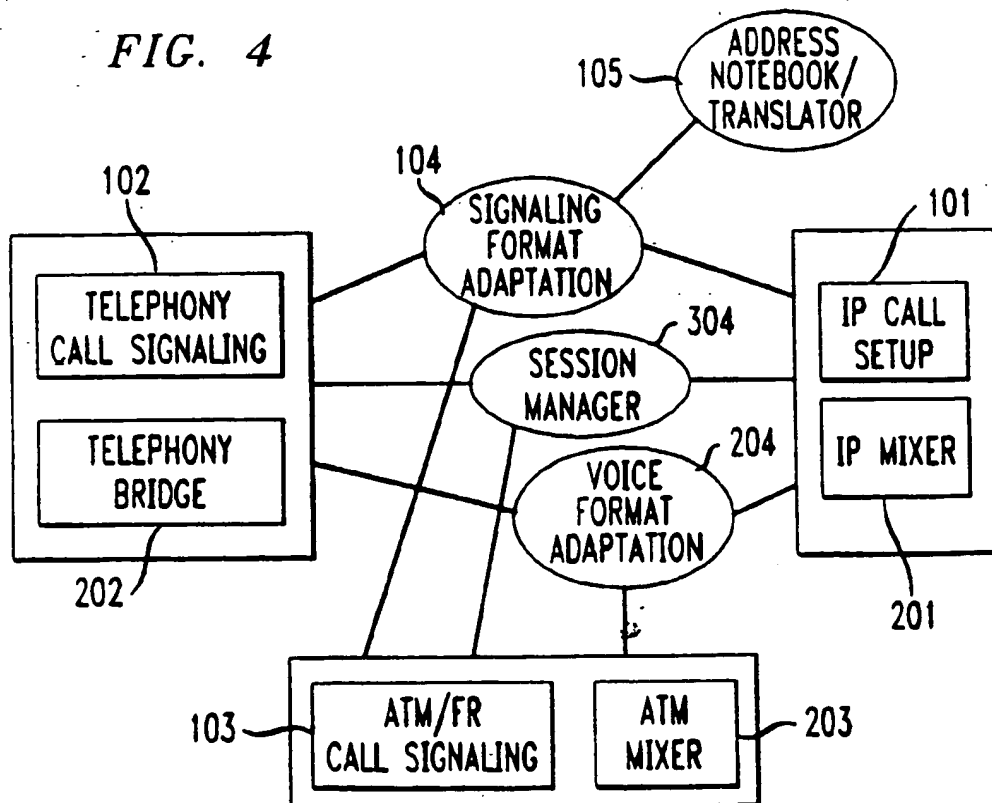 FIG. 4
ADDRESS
NOTEBOOK/
TRANSLATOR
105
104
SIGNALING
FORMAT
ADAPTATION
102
TELEPHONY
CALL SIGNALING
TELEPHONY
BRIDGE
202
304
SESSION
MANAGER
204
VOICE
FORMAT
ADAPTATION
101
IP CALL
SETUP
IP MIXER
201
103
ATM/FR
CALL SIGNALING
ATM
MIXER
203